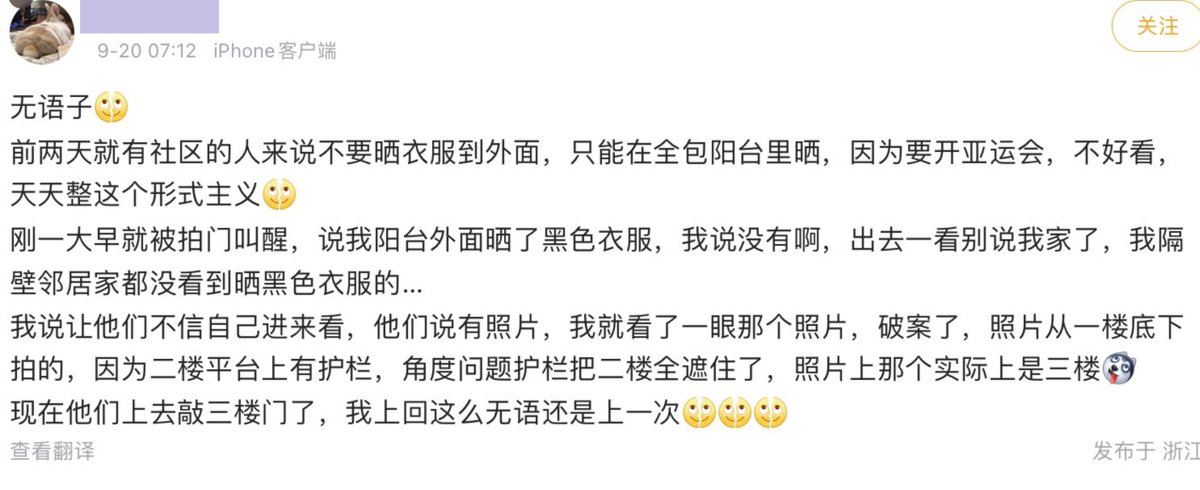 关注
9-20 07:12 iPhone客户端
无语子🙄
前两天就有社区的人来说不要晒衣服到外面，只能在全包阳台里晒，因为要开亚运会，不好看，
天天整这个形式主义🙄
刚一大早就被拍门叫醒，说我阳台外面晒了黑色衣服，我说没有啊，出去一看别说我家了，我隔
壁邻居家都没看到晒黑色衣服的...
我说让他们不信自己进来看，他们说有照片，我就看了一眼那个照片，破案了，照片从一楼底下
拍的，因为二楼平台上有护栏，角度问题护栏把二楼全遮住了，照片上那个实际上是三楼
现在他们上去敲三楼门了，我上回这么无语还是上一次🙄🙄🙄
查看翻译
发布于 浙江